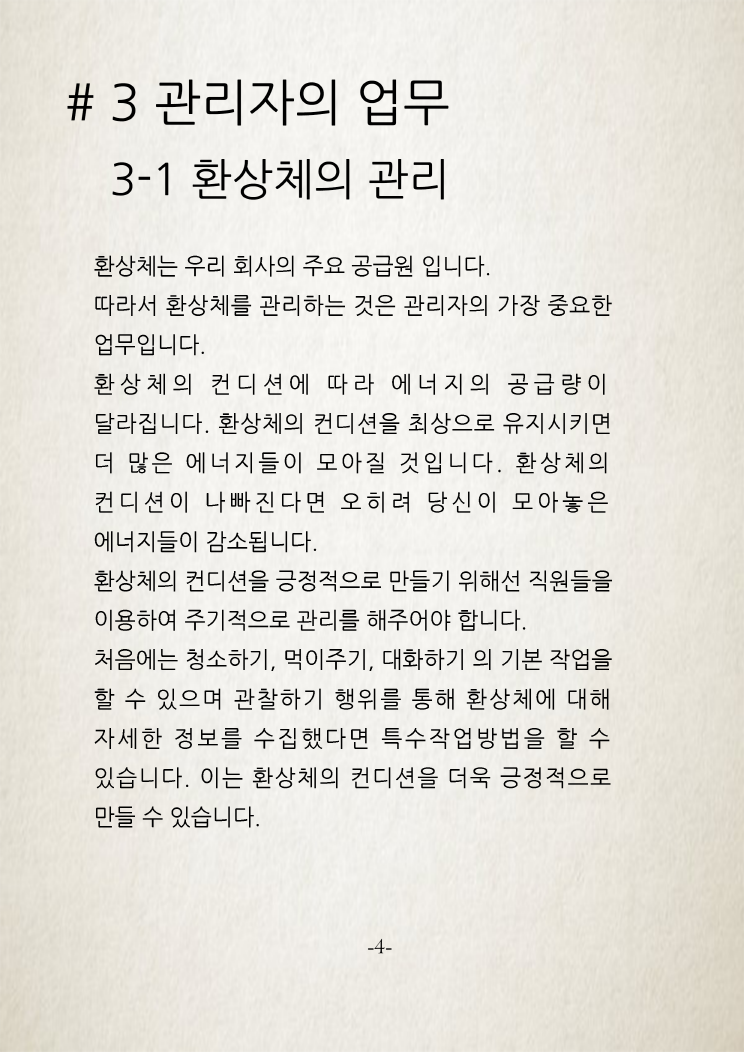 # 3 관리자의 업무
3-1 환상체의 관리
환상체는 우리 회사의 주요 공급원 입니다.
따라서 환상체를 관리하는 것은 관리자의 가장 중요한
업무입니다.
환상체의 컨디션에 따라 에너지의 공급량이
달라집니다. 환상체의 컨디션을 최상으로 유지시키면
더 많은 에너지들이 모아질 것입니다. 환상체의
컨디션이 나빠진다면 오히려 당신이 모아놓은
에너지들이 감소됩니다.
환상체의 컨디션을 긍정적으로 만들기 위해선 직원들을
이용하여 주기적으로 관리를 해주어야 합니다.
처음에는 청소하기, 먹이주기, 대화하기 의 기본 작업을
할 수 있으며 관찰하기 행위를 통해 환상체에 대해
자세한 정보를 수집했다면 특수작업방법을 할 수
있습니다. 이는 환상체의 컨디션을 더욱 긍정적으로
만들 수 있습니다.
-4-